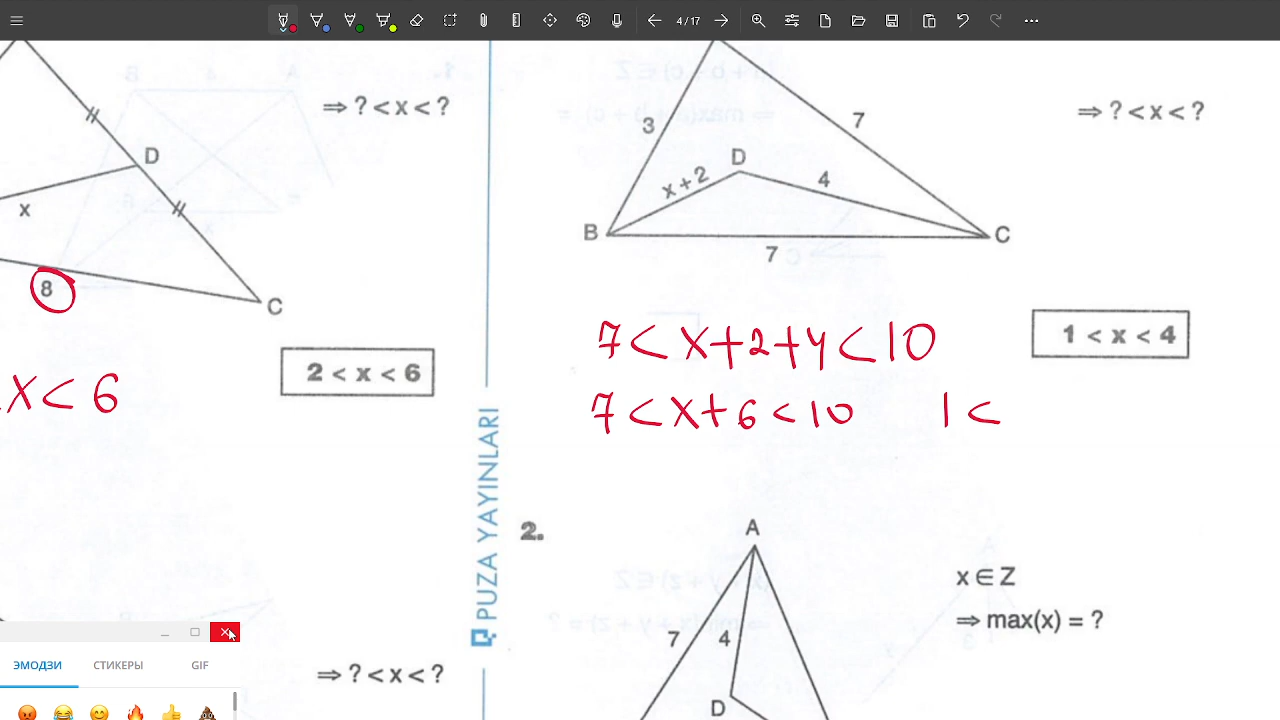 4/17
D
x
8
C
⇒ ? < x < ?
2 < x < 6
x < 6
PUZA YAYINLARI
3
7
D
x + 2
4
B
C
7
⇒ ? < x < ?
7 < x+2+y < 10
1 < x < 4
7 < x+6 < 10 1 <
2.
A
7
4
D
x ∈ Z
⇒ max(x) = ?
⇒ ? < x < ?
ЭМОДЗИ
СТИКЕРЫ
GIF